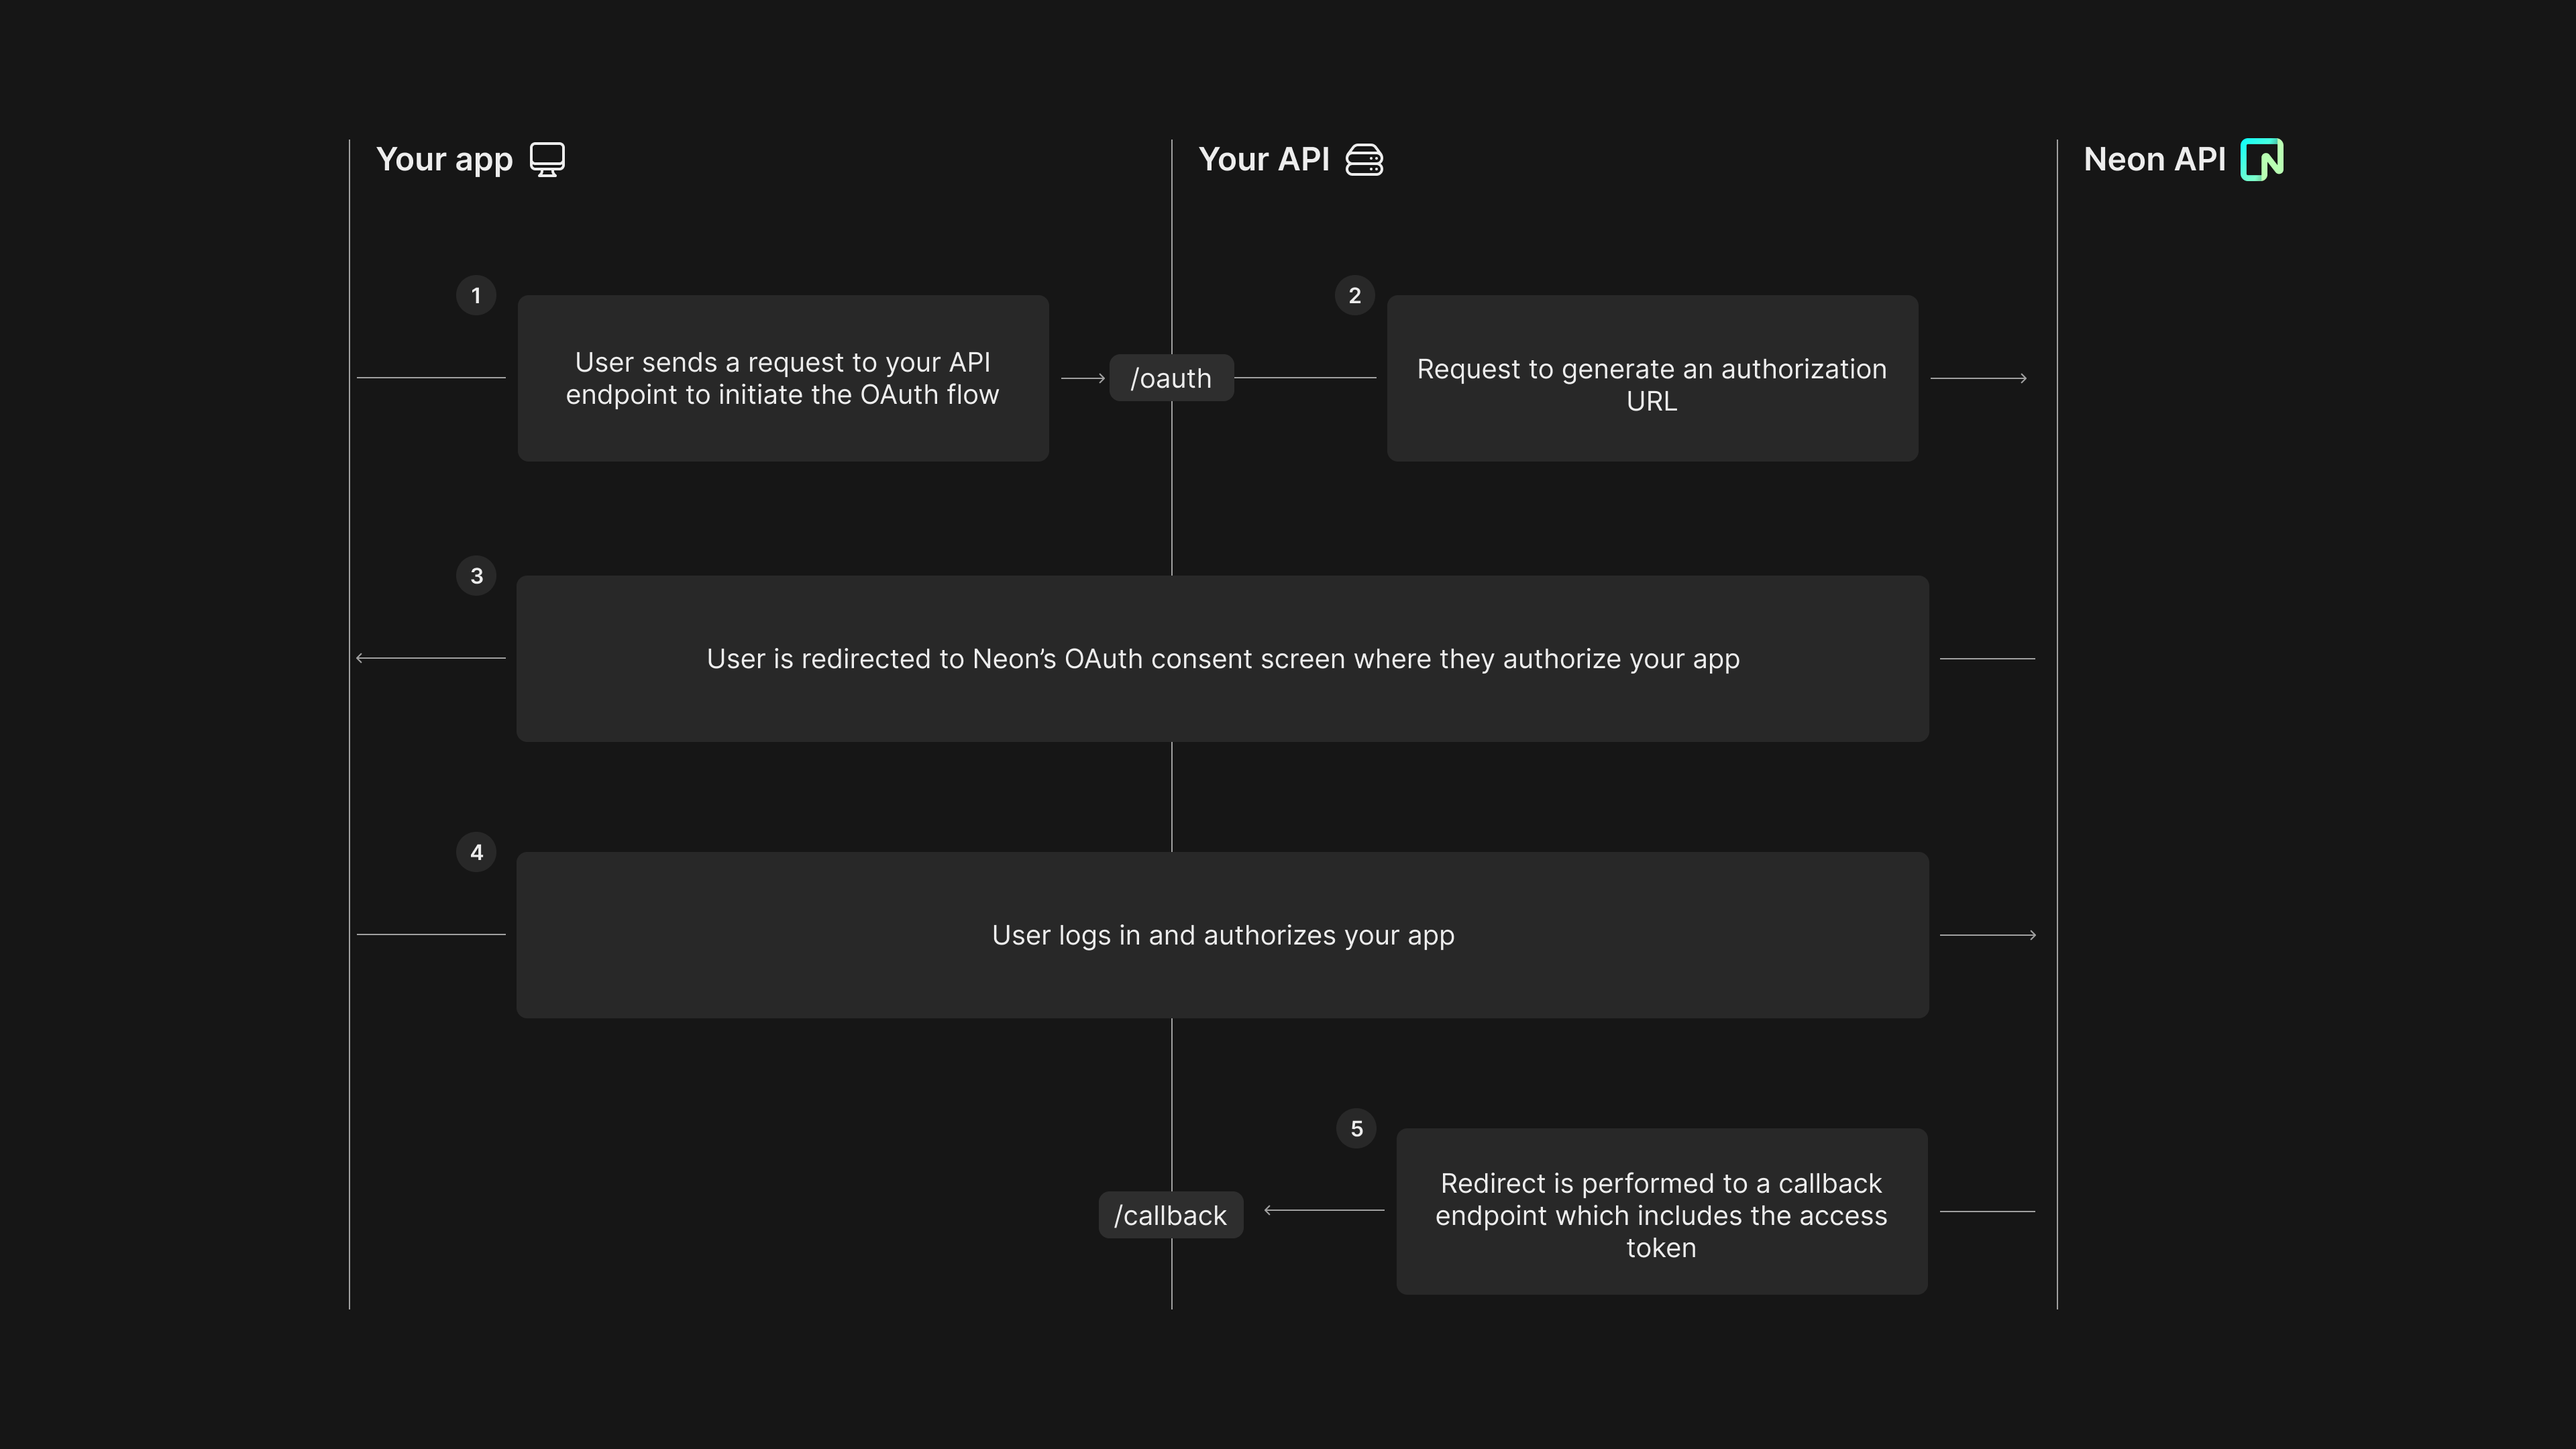 Your app
Your API
Neon API
1
User sends a request to your API
endpoint to initiate the OAuth flow
/oauth
2
Request to generate an authorization
URL
3
User is redirected to Neon’s OAuth consent screen where they authorize your app
4
User logs in and authorizes your app
5
Redirect is performed to a callback
endpoint which includes the access
token
/callback